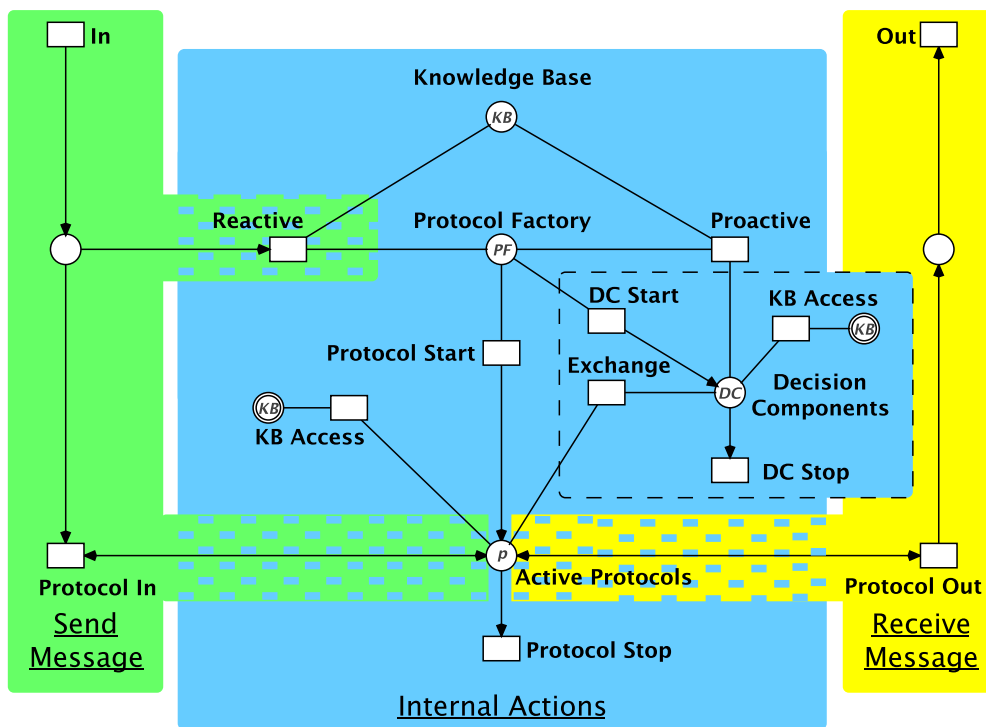 In
Out
Knowledge Base
KB
Reactive
Protocol Factory
Proactive
PF
DC Start
KB Access
KB
Protocol Start
Exchange
DC
Decision
Components
KB
KB Access
DC Stop
p
Active Protocols
Protocol In
Protocol Out
Send
Message
Receive
Message
Protocol Stop
Internal Actions